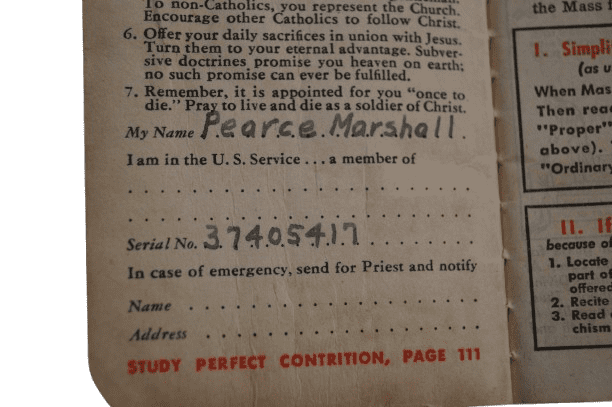 To non-Catholics, you represent the Church.
Encourage other Catholics to follow Christ.
6. Offer your daily sacrifices in union with Jesus.
Turn them to your eternal advantage. Subver-
sive doctrines promise you heaven on earth;
no such promise can ever be fulfilled.
7. Remember, it is appointed for you "once to
die." Pray to live and die as a soldier of Christ.
My Name Pearce Marshall.
I am in the U. S. Service . . . a member of
Serial No. 37405417
In case of emergency, send for Priest and notify
Name
Address
STUDY PERFECT CONTRITION, PAGE 111
the Mass
I. Simpli
(as u
When Mas
Then rea
"Proper"
above).
"Ordinary
II. If
because of
1. Locate
part of
offered
2. Recite
3. Read
chism